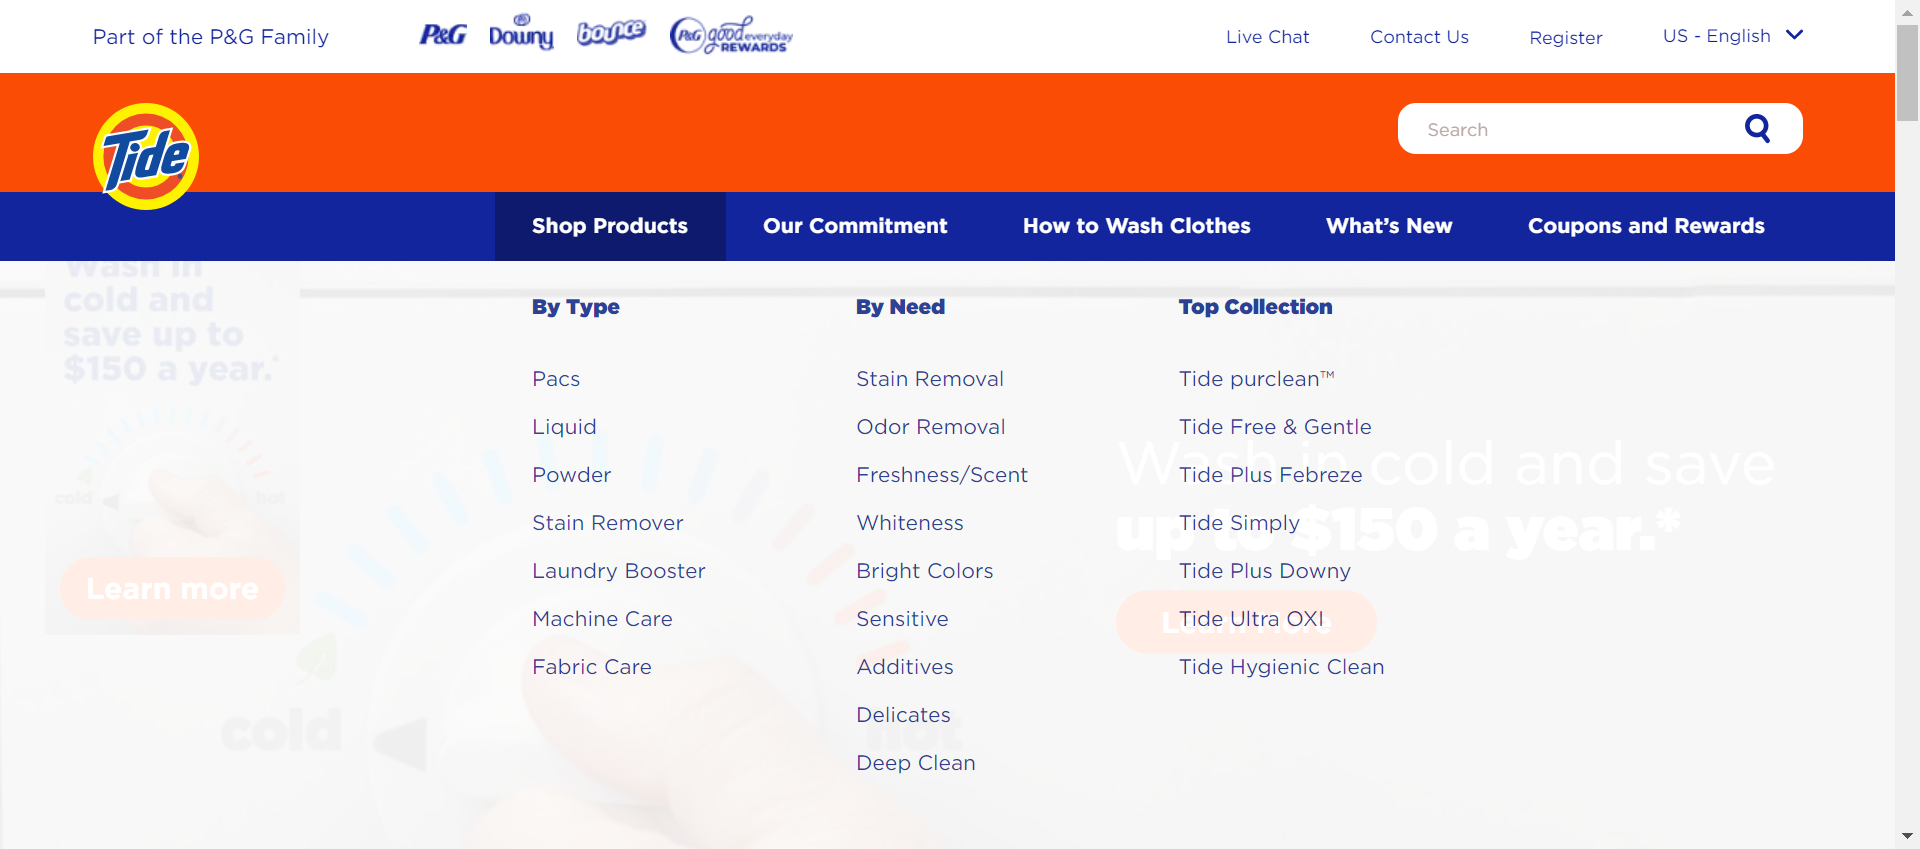 Part of the P&G Family
P&G
Downy
bounce
P&G good everyday REWARDS
Live Chat
Contact Us
Register
US - English
Tide
Search
Shop Products
Our Commitment
How to Wash Clothes
What's New
Coupons and Rewards
Wash in
cold and
save up to
$150 a year.*
cold
hot
Learn more
By Type
Pacs
Liquid
Powder
Stain Remover
Laundry Booster
Machine Care
Fabric Care
By Need
Stain Removal
Odor Removal
Freshness/Scent
Whiteness
Bright Colors
Sensitive
Additives
Delicates
Deep Clean
Top Collection
Tide purclean™
Tide Free & Gentle
Tide Plus Febreze
Tide Simply
Tide Plus Downy
Tide Ultra OXI
Tide Hygienic Clean
Wash in cold and save
up to $150 a year.*
Learn More
cold
hot